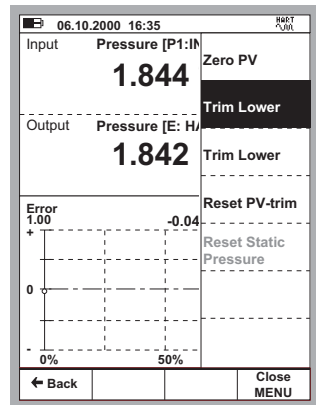 06.10.2000 16:35
HART
Input Pressure [P1:IN
1.844
Output Pressure [E: HA
1.842
Error
1.00 -0.04
+
0
-
0% 50%
Zero PV
Trim Lower
Trim Lower
Reset PV-trim
Reset Static
Pressure
Back
Close
MENU